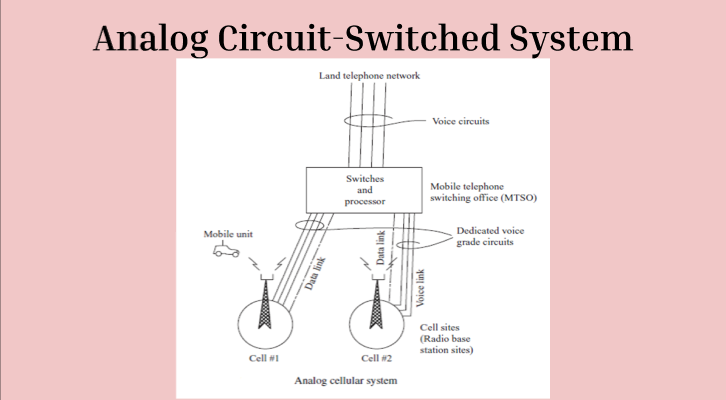 Analog Circuit-Switched System
Land telephone network
Voice circuits
Switches
and
processor
Mobile telephone
switching office (MTSO)
Mobile unit
Dedicated voice
grade circuits
Data link
Data link
Voice link
Cell sites
(Radio base
station sites)
Cell #1
Cell #2
Analog cellular system